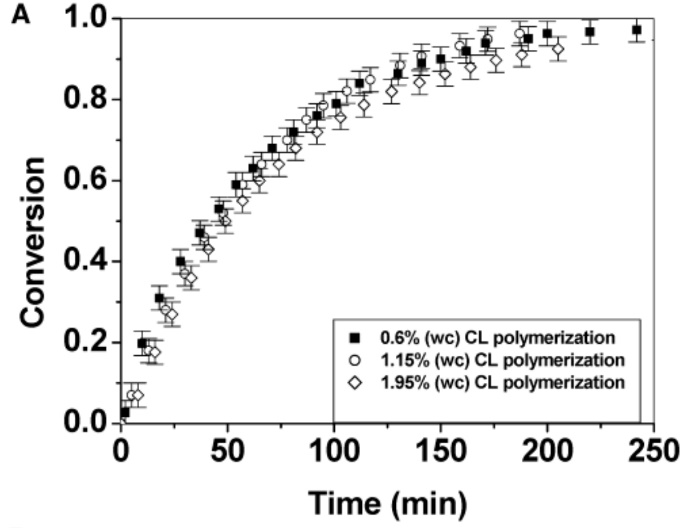 A
1.0
0.8
0.6
0.4
0.2
0.0
Conversion
0.6% (wc) CL polymerization
1.15% (wc) CL polymerization
1.95% (wc) CL polymerization
0 50 100 150 200 250
Time (min)